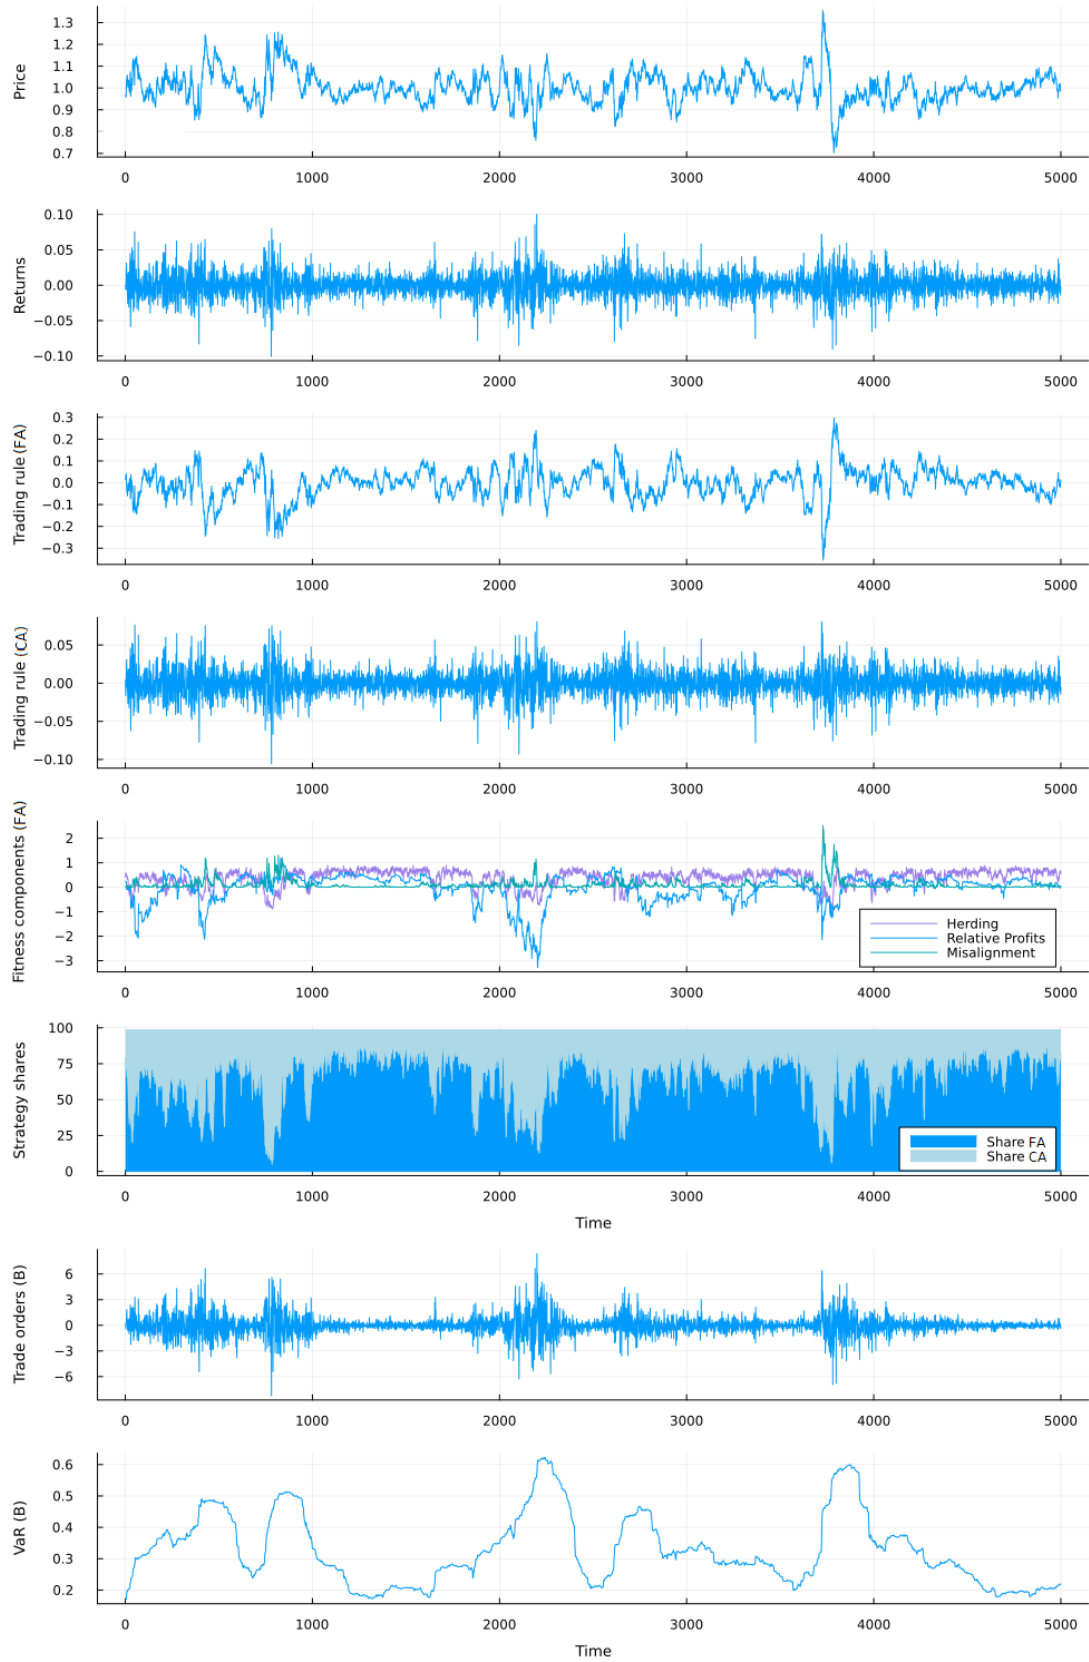 Price
1.3
1.2
1.1
1.0
0.9
0.8
0.7
0 1000 2000 3000 4000 5000
Returns
0.10
0.05
0.00
−0.05
−0.10
0 1000 2000 3000 4000 5000
Trading rule (FA)
0.3
0.2
0.1
0.0
−0.1
−0.2
−0.3
0 1000 2000 3000 4000 5000
Trading rule (CA)
0.05
0.00
−0.05
−0.10
0 1000 2000 3000 4000 5000
Fitness components (FA)
2
1
0
−1
−2
−3
Herding
Relative Profits
Misalignment
0 1000 2000 3000 4000 5000
Strategy shares
100
75
50
25
0
Share FA
Share CA
0 1000 2000 3000 4000 5000
Time
Trade orders (B)
6
3
0
−3
−6
0 1000 2000 3000 4000 5000
VaR (B)
0.6
0.5
0.4
0.3
0.2
0 1000 2000 3000 4000 5000
Time